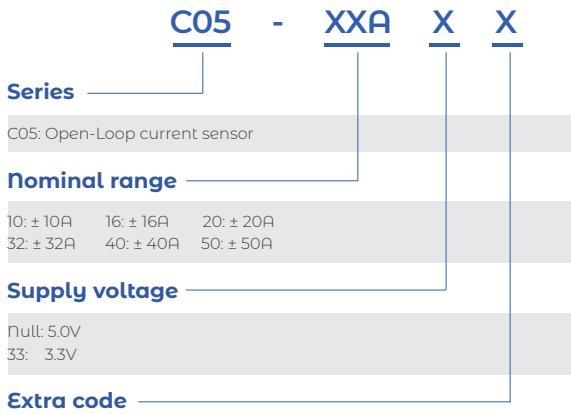 C05 - XXA X X
Series
C05: Open-Loop current sensor
Nominal range
10: ± 10A 16: ± 16A 20: ± 20A
32: ± 32A 40: ± 40A 50: ± 50A
Supply voltage
Null: 5.0V
33: 3.3V
Extra code